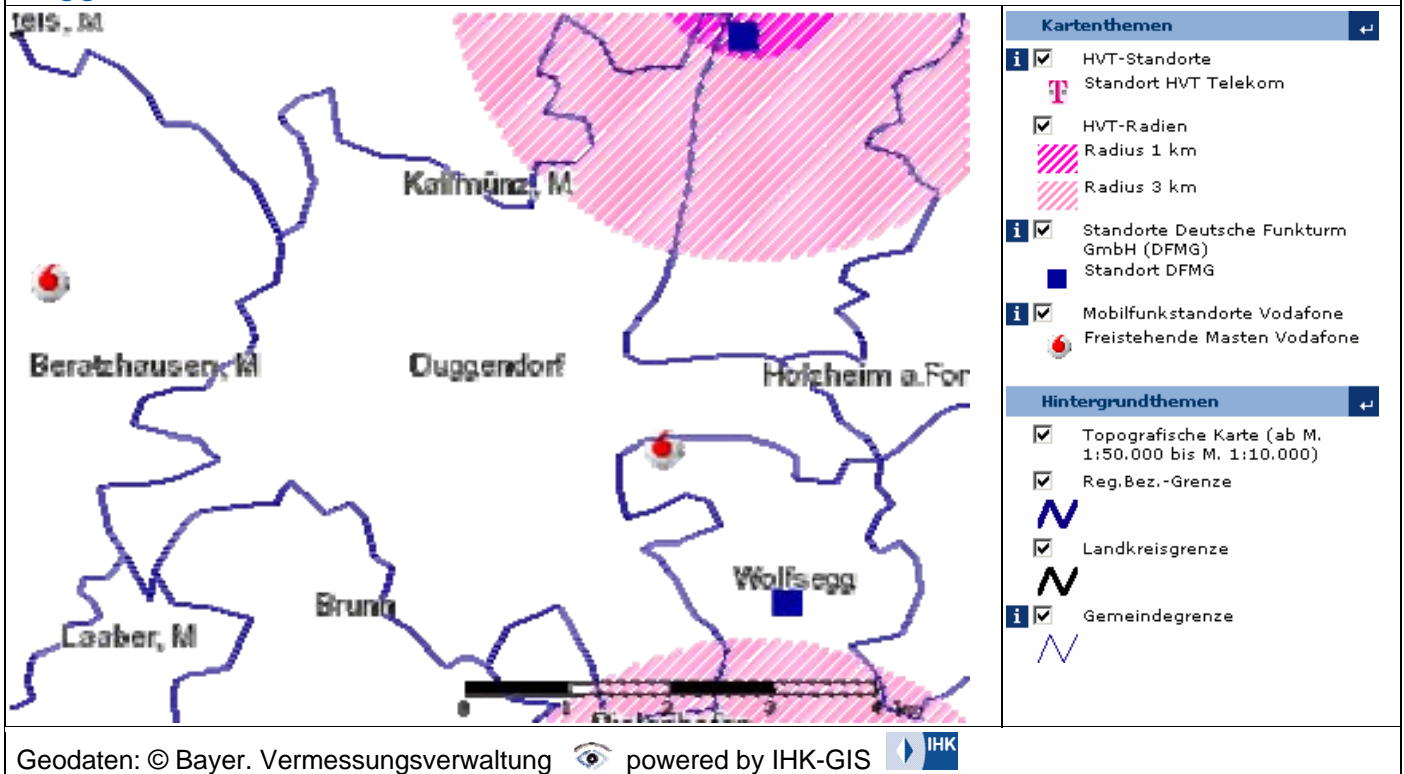 Kallmünz, M
Beratzhausen, M
Duggendorf
Holzheim a.For
Wolfsegg
Brunn
Laaber, M
0 1 2 3 4 km
Kartenthemen
HVT-Standorte
Standort HVT Telekom
HVT-Radien
Radius 1 km
Radius 3 km
Standorte Deutsche Funkturm
GmbH (DFMG)
Standort DFMG
Mobilfunkstandorte Vodafone
Freistehende Masten Vodafone
Hintergrundthemen
Topografische Karte (ab M.
1:50.000 bis M. 1:10.000)
Reg.Bez.-Grenze
Landkreisgrenze
Gemeindegrenze
Geodaten: © Bayer. Vermessungsverwaltung powered by IHK-GIS IHK